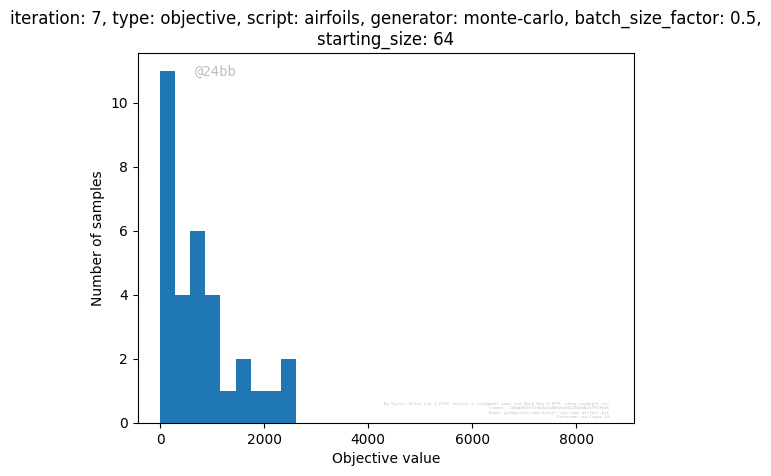 iteration: 7, type: objective, script: airfoils, generator: monte-carlo, batch_size_factor: 0.5,
starting_size: 64
@24bb
10
8
6
4
2
0
Number of samples
0 2000 4000 6000 8000
Objective value